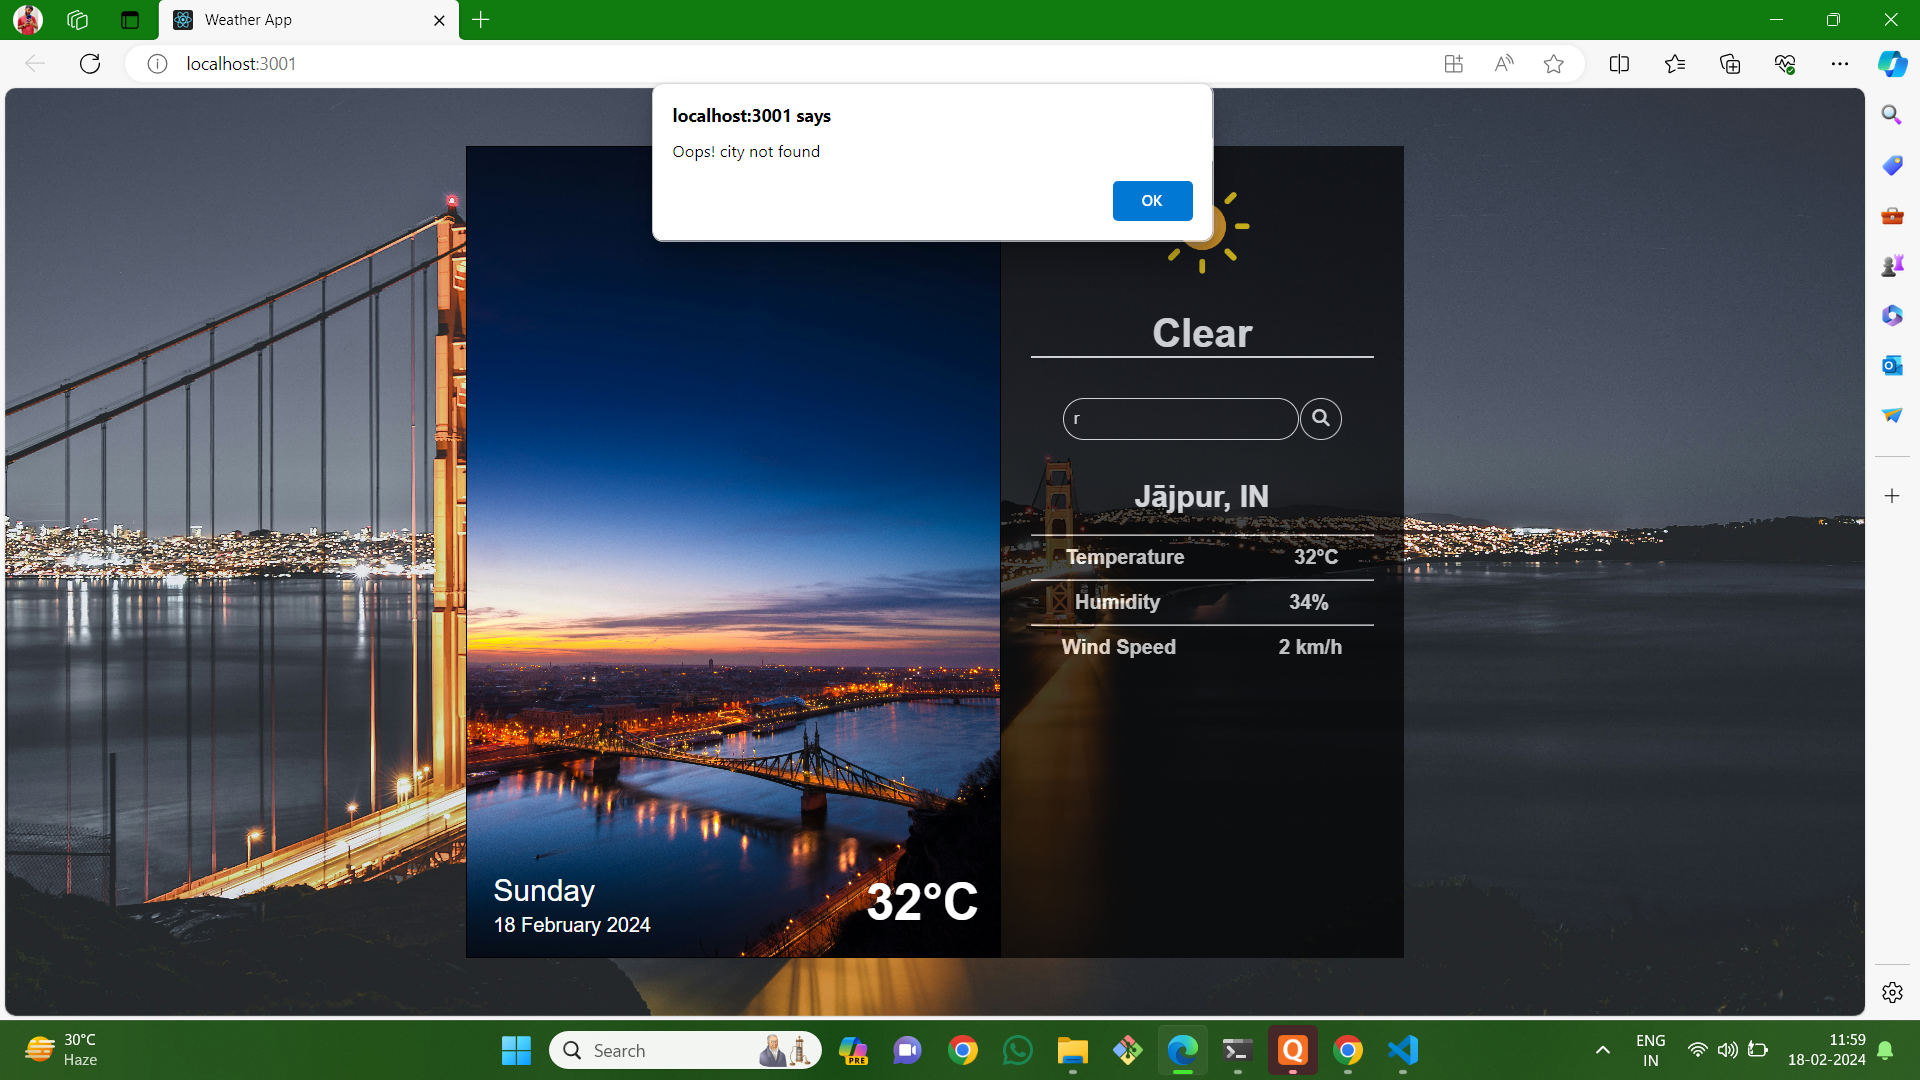 Weather App
localhost:3001
localhost:3001 says
Oops! city not found
OK
Clear
r
Jājpur, IN
Temperature 32°C
Humidity 34%
Wind Speed 2 km/h
Sunday
18 February 2024
32°C
30°C
Haze
Search
PRE
ENG
IN
11:59
18-02-2024